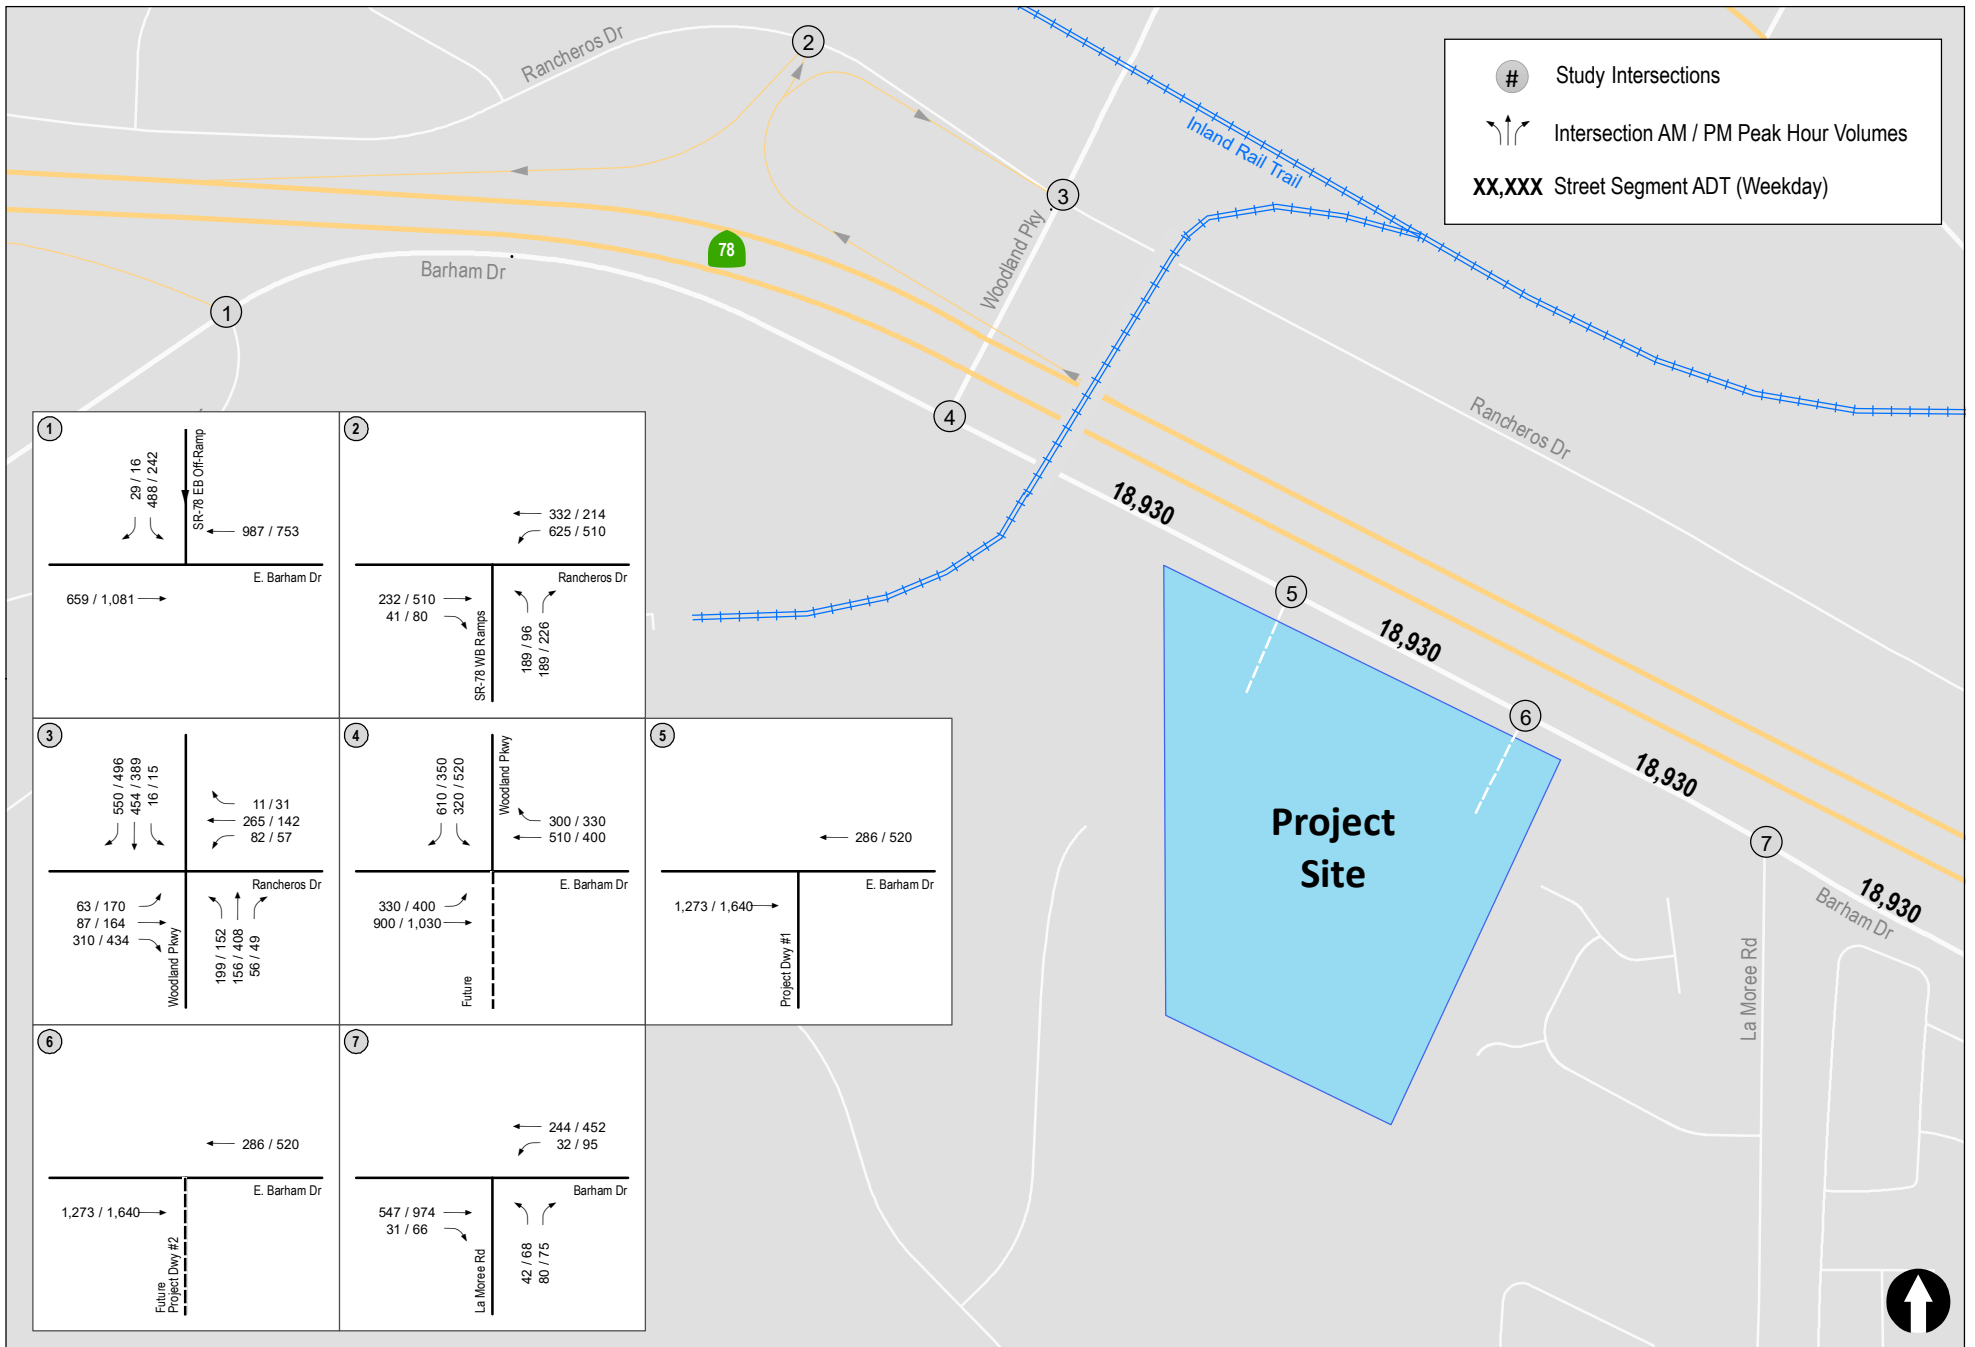 Rancheros Dr
2
#
Study Intersections
Intersection AM / PM Peak Hour Volumes
XX,XXX Street Segment ADT (Weekday)
Inland Rail Trail
3
Woodland Pky
78
Barham Dr
1
4
Rancheros Dr
18,930
5
18,930
6
18,930
7
18,930
Barham Dr
La Moree Rd
Project
Site
1
29 / 16
488 / 242
SR-78 EB Off-Ramp
987 / 753
E. Barham Dr
659 / 1,081
2
332 / 214
625 / 510
Rancheros Dr
232 / 510
41 / 80
SR-78 WB Ramps
189 / 96
189 / 226
3
550 / 496
454 / 389
16 / 15
11 / 31
265 / 142
82 / 57
Rancheros Dr
63 / 170
87 / 164
310 / 434
Woodland Pkwy
199 / 152
156 / 408
56 / 49
4
610 / 350
320 / 520
Woodland Pkwy
300 / 330
510 / 400
E. Barham Dr
330 / 400
900 / 1,030
Future
5
286 / 520
E. Barham Dr
1,273 / 1,640
Project Dwy #1
6
286 / 520
E. Barham Dr
1,273 / 1,640
Future
Project Dwy #2
7
244 / 452
32 / 95
Barham Dr
547 / 974
31 / 66
La Moree Rd
42 / 68
80 / 75